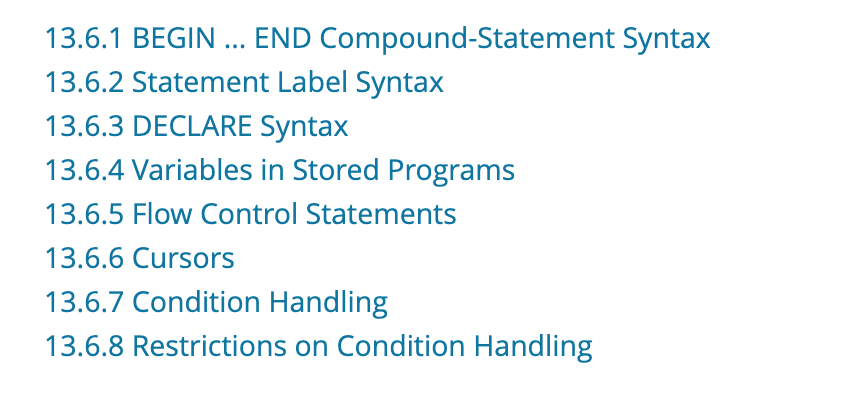 13.6.1 BEGIN ... END Compound-Statement Syntax
13.6.2 Statement Label Syntax
13.6.3 DECLARE Syntax
13.6.4 Variables in Stored Programs
13.6.5 Flow Control Statements
13.6.6 Cursors
13.6.7 Condition Handling
13.6.8 Restrictions on Condition Handling